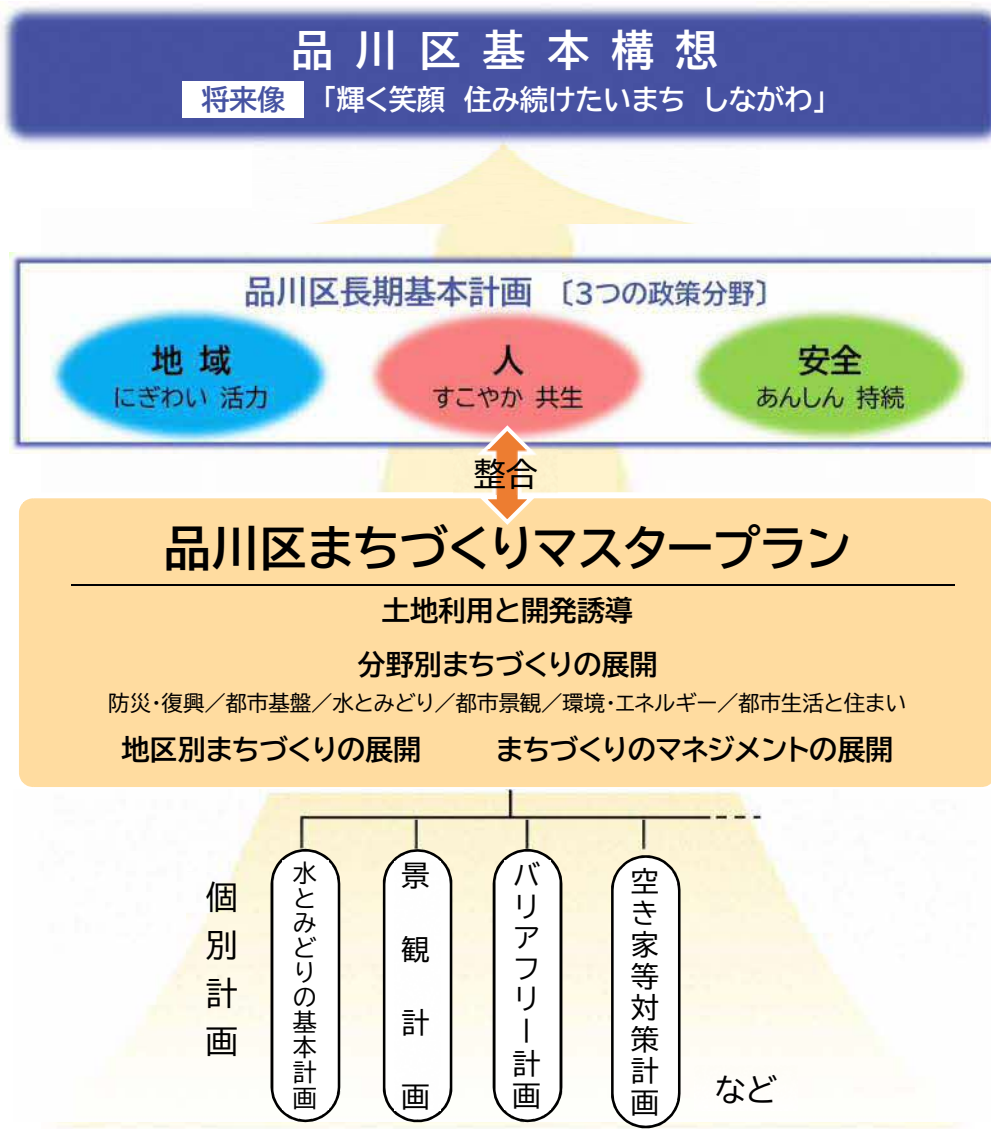 品川区基本構想
将来像 「輝く笑顔 住み続けたいまち しながわ」
品川区長期基本計画 〔3つの政策分野〕
地域
にぎわい 活力
人
すこやか 共生
安全
あんしん 持続
整合
品川区まちづくりマスタープラン
土地利用と開発誘導
分野別まちづくりの展開
防災・復興／都市基盤／水とみどり／都市景観／環境・エネルギー／都市生活と住まい
地区別まちづくりの展開 まちづくりのマネジメントの展開
個別計画
水とみどりの基本計画
景観計画
バリアフリー計画
空き家等対策計画
など